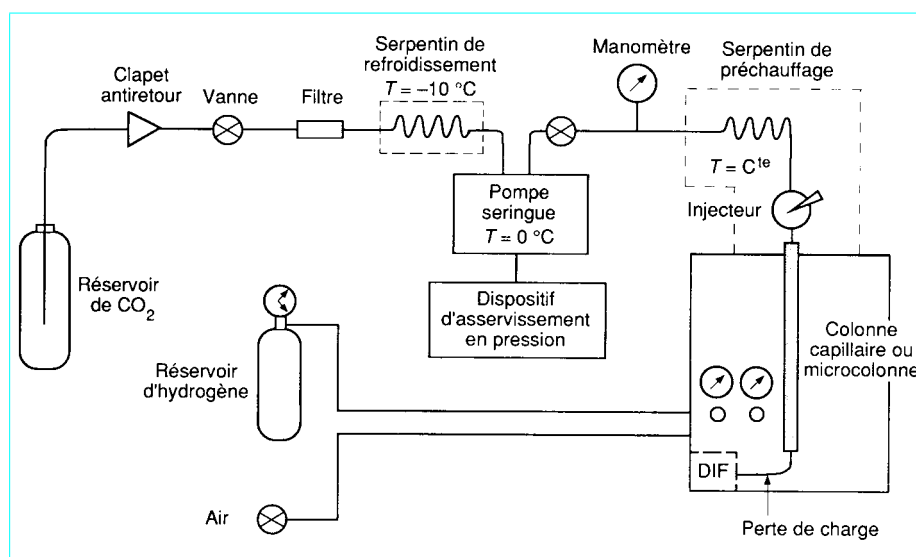 Clapet
antiretour
Vanne
Filtre
Serpentin de
refroidissement
T = –10 °C
Manomètre
Serpentin de
préchauffage
T = Cte
Injecteur
Pompe
seringue
T = 0 °C
Réservoir
de CO2
Dispositif
d'asservissement
en pression
Réservoir
d'hydrogène
Colonne
capillaire ou
microcolonne
DIF
Air
Perte de charge